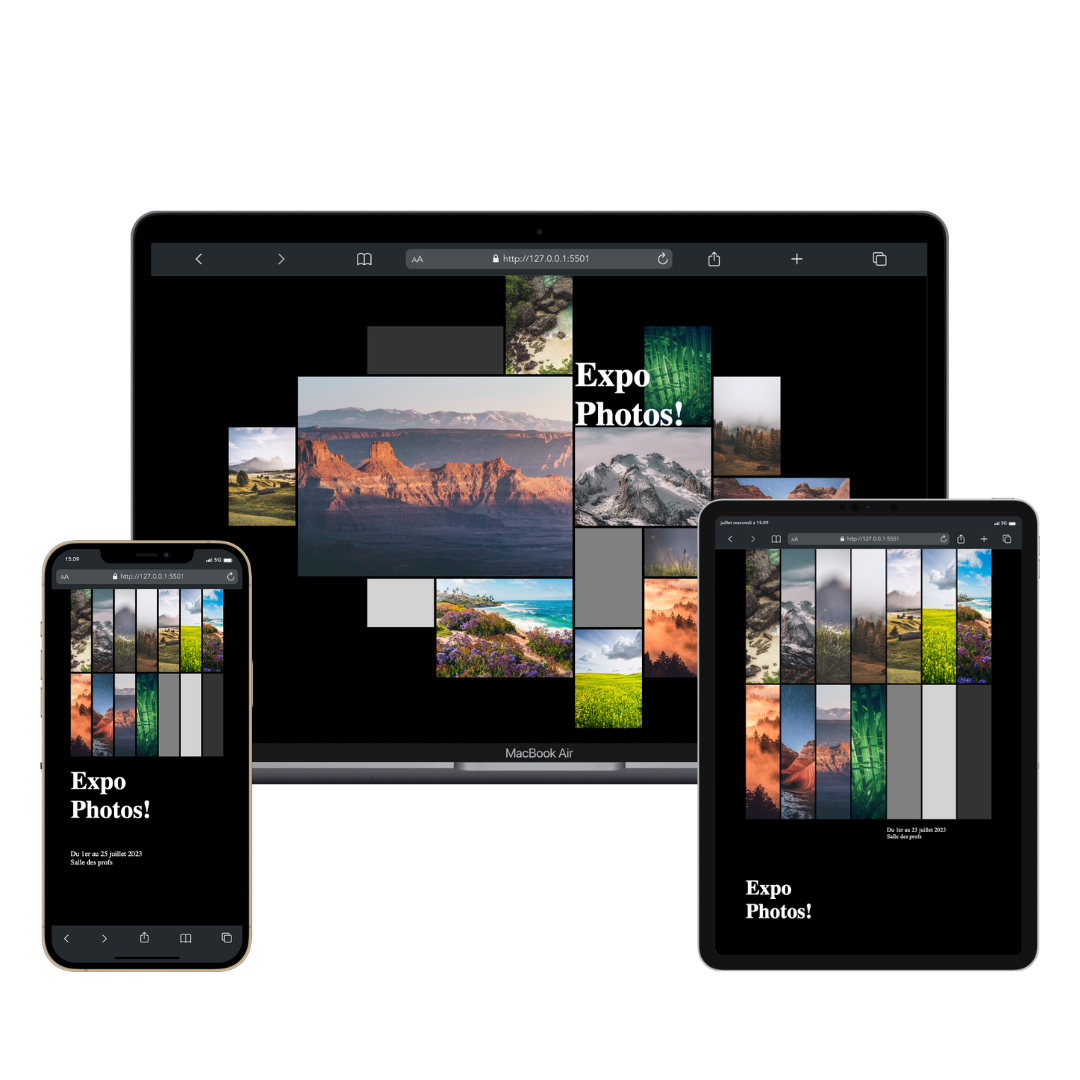 AA
http://127.0.0.1:5501
Expo
Photos!
MacBook Air
15:09
5G
AA
http://127.0.0.1:5501
Expo
Photos!
Du 1er au 25 juillet 2023
Salle des profs
juillet mercredi à 15:09
5G
AA
http://127.0.0.1:5501
Du 1er au 25 juillet 2023
Salle des profs
Expo
Photos!